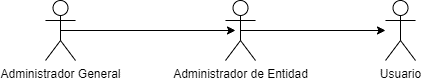 Administrador General
Administrador de Entidad
Usuario